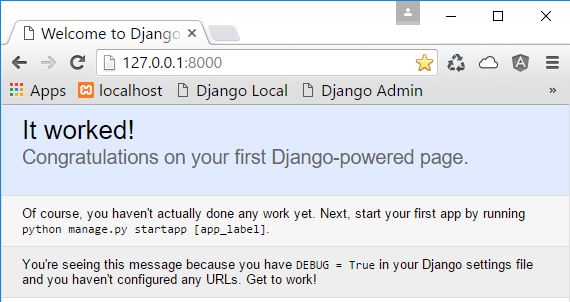 Welcome to Django
127.0.0.1:8000
Apps localhost Django Local Django Admin »
It worked!
Congratulations on your first Django-powered page.
Of course, you haven't actually done any work yet. Next, start your first app by running
python manage.py startapp [app_label].
You're seeing this message because you have DEBUG = True in your Django settings file
and you haven't configured any URLs. Get to work!